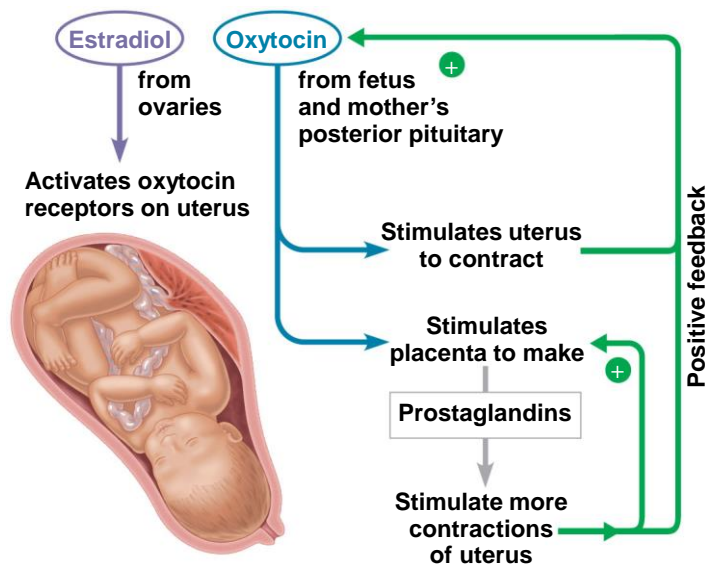 Estradiol
Oxytocin
+
from
ovaries
from fetus
and mother's
posterior pituitary
Activates oxytocin
receptors on uterus
Stimulates uterus
to contract
Positive feedback
Stimulates
placenta to make
+
Prostaglandins
Stimulate more
contractions
of uterus